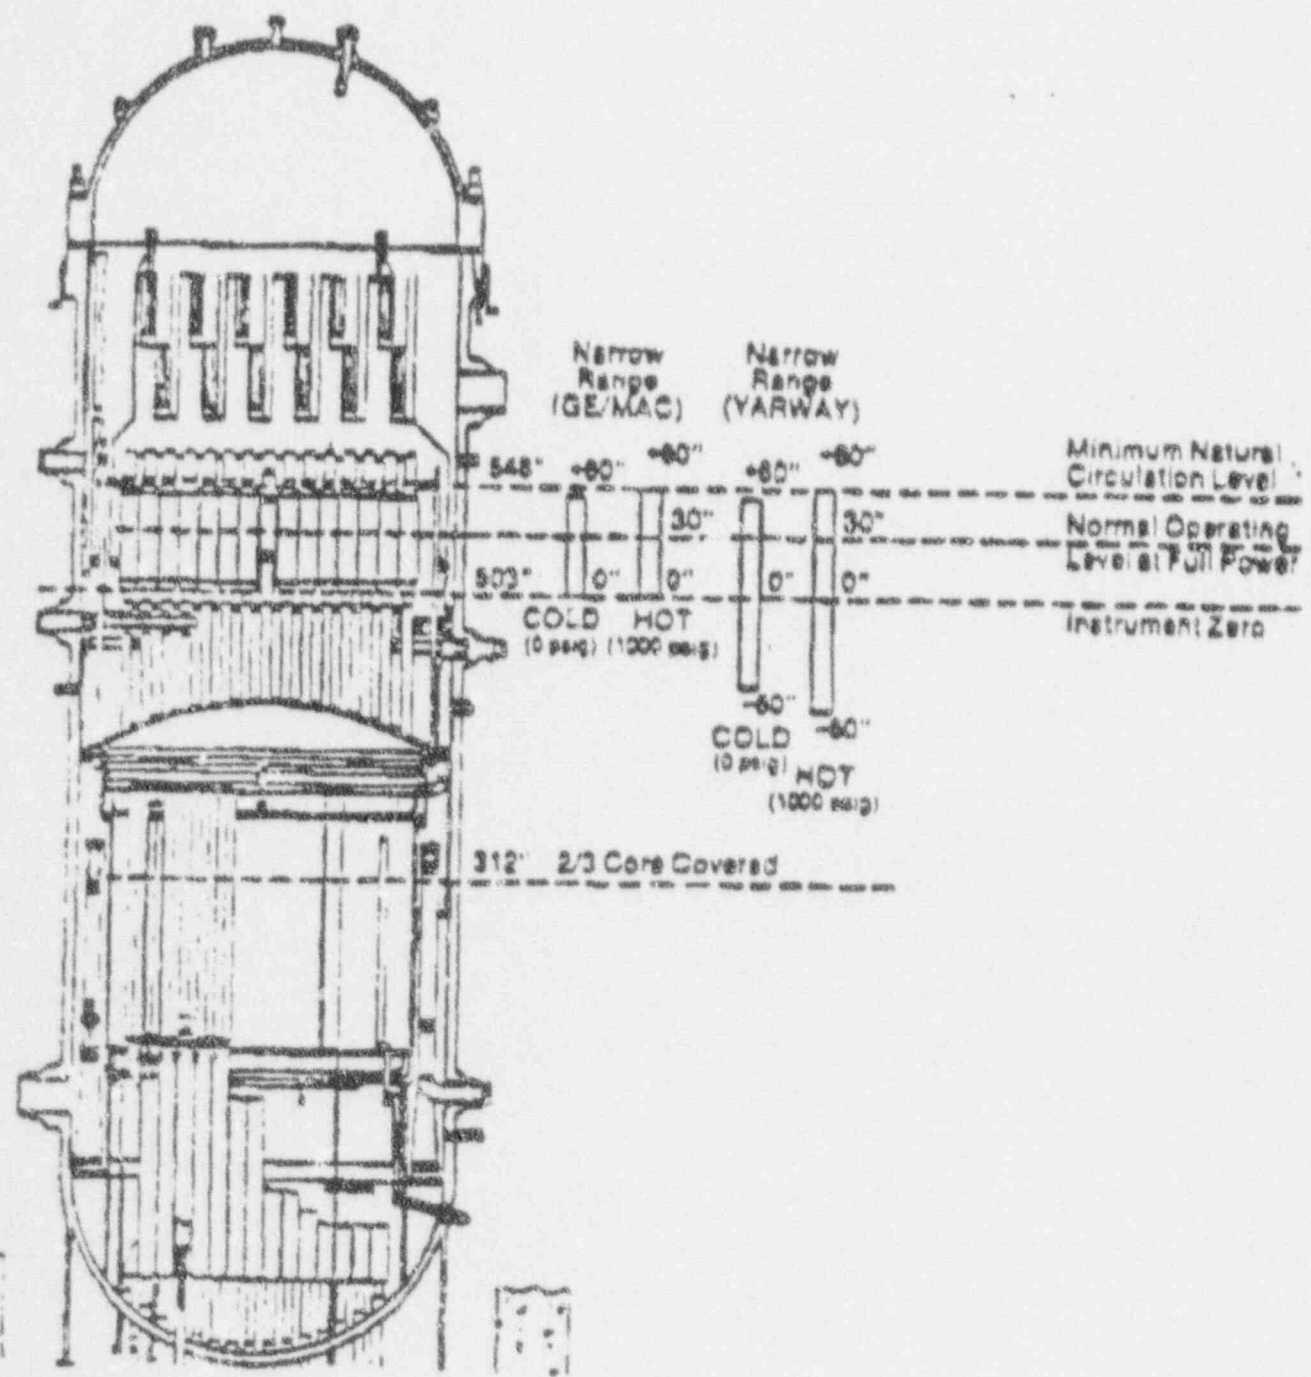 Narrow
Range
(GE/MAC)
Narrow
Range
(YARWAY)
548"
+60"
+60"
+60"
+60"
Minimum Natural
Circulation Level
30"
30"
Normal Operating
Level at Full Power
503"
0"
0"
0"
0"
Instrument Zero
COLD
(0 psig)
HOT
(1000 psig)
-60"
COLD
(0 psig)
-60"
HOT
(1000 psig)
312" 2/3 Core Covered